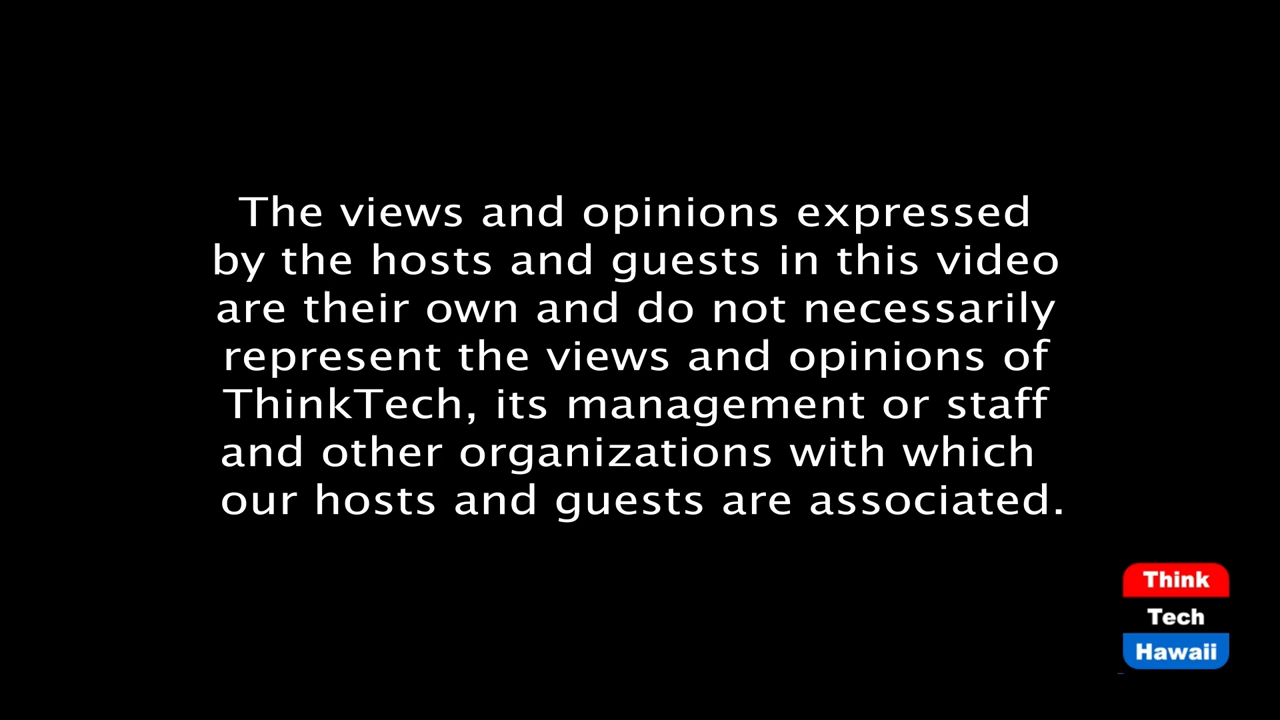 The views and opinions expressed
by the hosts and guests in this video
are their own and do not necessarily
represent the views and opinions of
ThinkTech, its management or staff
and other organizations with which
our hosts and guests are associated.
Think
Tech
Hawaii